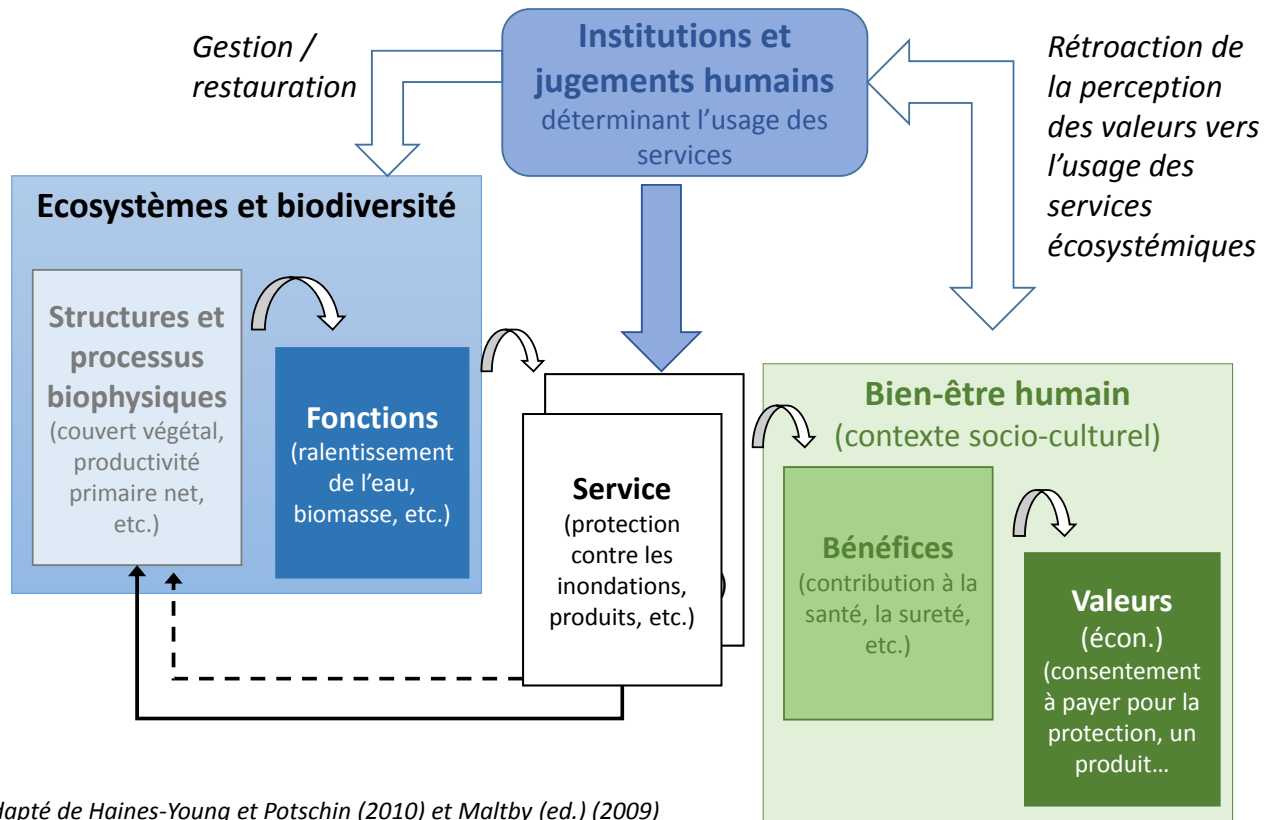 Gestion /
restauration
Institutions et
jugements humains
déterminant l’usage des
services
Rétroaction de
la perception
des valeurs vers
l’usage des
services
écosystémiques
Ecosystèmes et biodiversité
Structures et
processus
biophysiques
(couvert végétal,
productivité
primaire net,
etc.)
Fonctions
(ralentissement
de l’eau,
biomasse, etc.)
Service
(protection
contre les
inondations,
produits, etc.)
)
Bien-être humain
(contexte socio-culturel)
Bénéfices
(contribution à la
santé, la sureté,
etc.)
Valeurs
(écon.)
(consentement
à payer pour la
protection, un
produit…
dapté de Haines-Young et Potschin (2010) et Maltby (ed.) (2009)